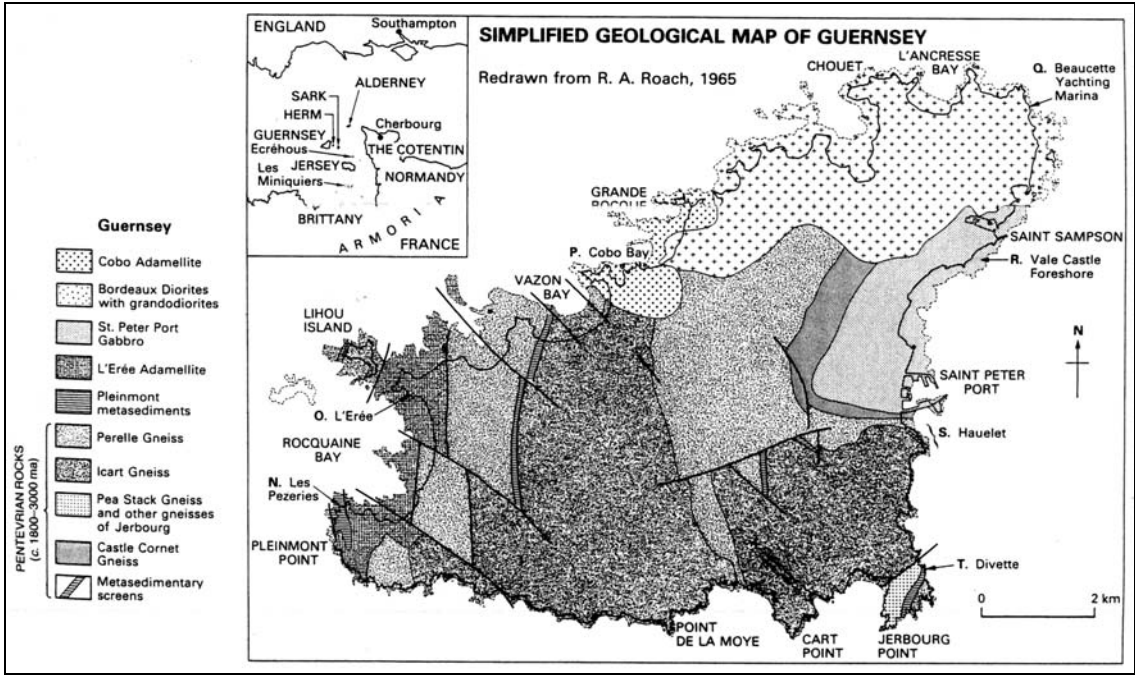 SIMPLIFIED GEOLOGICAL MAP OF GUERNSEY
Redrawn from R. A. Roach, 1965
ENGLAND
Southampton
ALDERNEY
SARK
HERM
GUERNSEY
Cherbourg
Ecréhous
THE COTENTIN
JERSEY
Les
Miniquiers
NORMANDY
BRITTANY
ARMORIA
FRANCE
CHOUET
L'ANCRESSE
BAY
Q. Beaucette
Yachting
Marina
GRANDE
ROCQUE
SAINT SAMPSON
P. Cobo Bay
R. Vale Castle
Foreshore
VAZON
BAY
LIHOU
ISLAND
N
SAINT PETER
PORT
O. L'Erée
S. Hauelet
ROCQUAINE
BAY
N. Les
Pezeries
PLEINMONT
POINT
T. Divette
0
2 km
POINT
DE LA MOYE
CART
POINT
JERBOURG
POINT
Guernsey
Cobo Adamellite
Bordeaux Diorites
with grandodiorites
St. Peter Port
Gabbro
L'Erée Adamellite
Pleinmont
metasediments
PENTEVRIAN ROCKS
(c. 1800–3000 ma)
Perelle Gneiss
Icart Gneiss
Pea Stack Gneiss
and other gneisses
of Jerbourg
Castle Cornet
Gneiss
Metasedimentary
screens